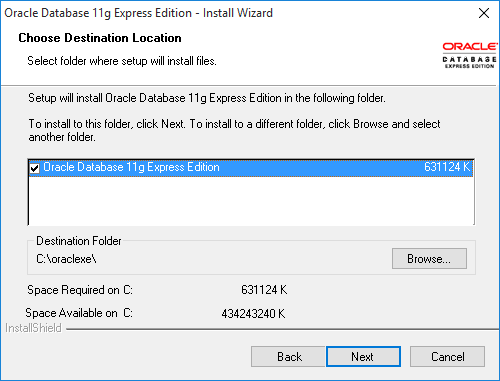 Oracle Database 11g Express Edition - Install Wizard
Choose Destination Location
Select folder where setup will install files.
ORACLE
DATABASE
EXPRESS EDITION
Setup will install Oracle Database 11g Express Edition in the following folder.
To install to this folder, click Next. To install to a different folder, click Browse and select
another folder.
Oracle Database 11g Express Edition 631124 K
Destination Folder
C:\oraclexe\
Browse...
Space Required on C: 631124 K
Space Available on C: 434243240 K
InstallShield
Back Next Cancel